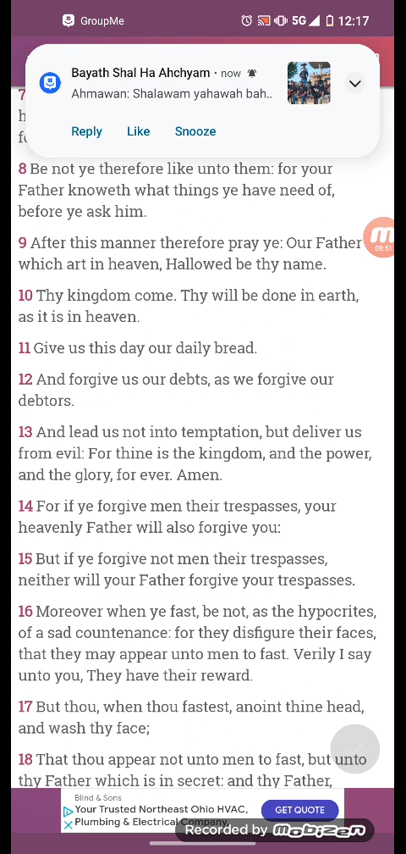 GroupMe 5G 12:17
Bayath Shal Ha Ahchyam · now
Ahmawan: Shalawam yahawah bah..
Reply Like Snooze
7
8 Be not ye therefore like unto them: for your
Father knoweth what things ye have need of,
before ye ask him.
9 After this manner therefore pray ye: Our Father
which art in heaven, Hallowed be thy name.
m
08:51
10 Thy kingdom come. Thy will be done in earth,
as it is in heaven.
11 Give us this day our daily bread.
12 And forgive us our debts, as we forgive our
debtors.
13 And lead us not into temptation, but deliver us
from evil: For thine is the kingdom, and the power,
and the glory, for ever. Amen.
14 For if ye forgive men their trespasses, your
heavenly Father will also forgive you:
15 But if ye forgive not men their trespasses,
neither will your Father forgive your trespasses.
16 Moreover when ye fast, be not, as the hypocrites,
of a sad countenance: for they disfigure their faces,
that they may appear unto men to fast. Verily I say
unto you, They have their reward.
17 But thou, when thou fastest, anoint thine head,
and wash thy face;
18 That thou appear not unto men to fast, but unto
thy Father which is in secret: and thy Father,
Blind & Sons
Your Trusted Northeast Ohio HVAC,
Plumbing & Electrical Company.
GET QUOTE
Recorded by mobizen